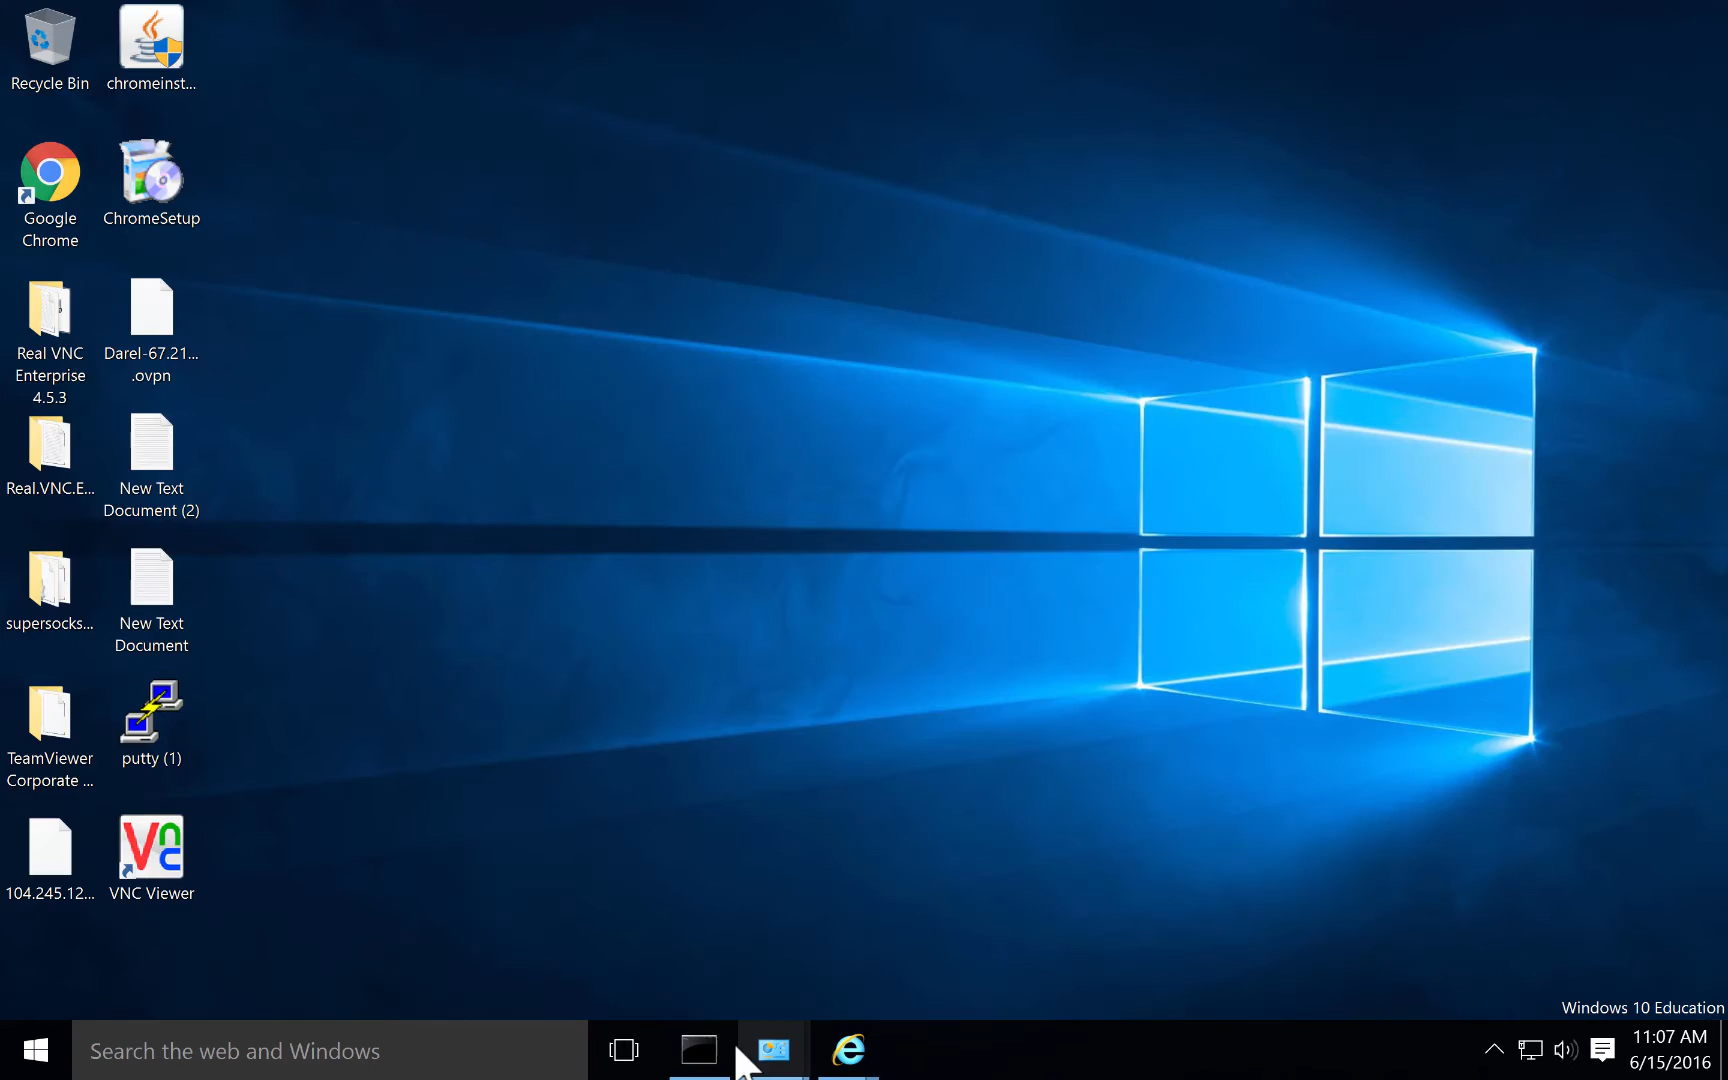 Recycle Bin
chromeinst...
Google
Chrome
ChromeSetup
Real VNC
Enterprise
4.5.3
Darel-67.21...
.ovpn
Real.VNC.E...
New Text
Document (2)
supersocks...
New Text
Document
TeamViewer
Corporate ...
putty (1)
104.245.12...
VNC Viewer
Windows 10 Education
Search the web and Windows
11:07 AM
6/15/2016